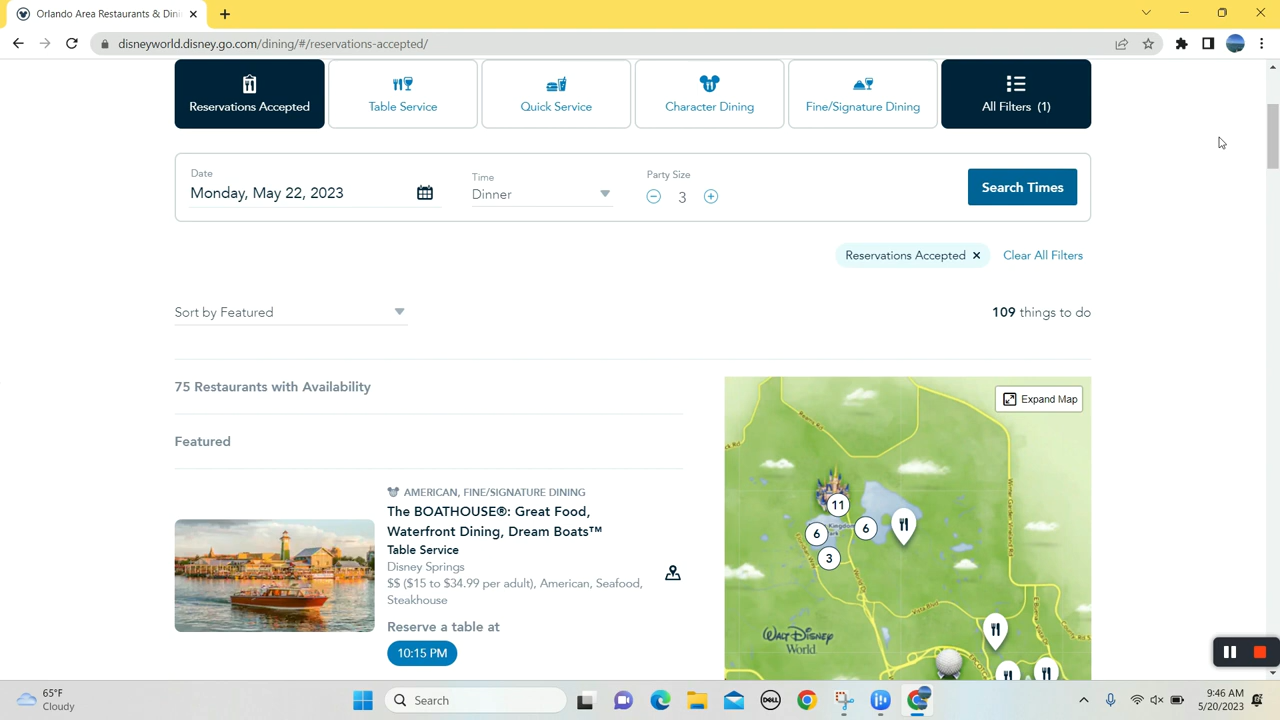 Orlando Area Restaurants & Dini
disneyworld.disney.go.com/dining/#/reservations-accepted/
Reservations Accepted
Table Service
Quick Service
Character Dining
Fine/Signature Dining
All Filters (1)
Date
Monday, May 22, 2023
Time
Dinner
Party Size
3
Search Times
Reservations Accepted
Clear All Filters
Sort by Featured
109 things to do
75 Restaurants with Availability
Featured
AMERICAN, FINE/SIGNATURE DINING
The BOATHOUSE®: Great Food,
Waterfront Dining, Dream Boats™
Table Service
Disney Springs
$$ ($15 to $34.99 per adult), American, Seafood,
Steakhouse
Reserve a table at
10:15 PM
Expand Map
11
6
6
3
Walt Disney
World
65°F
Cloudy
Search
DELL
9:46 AM
5/20/2023